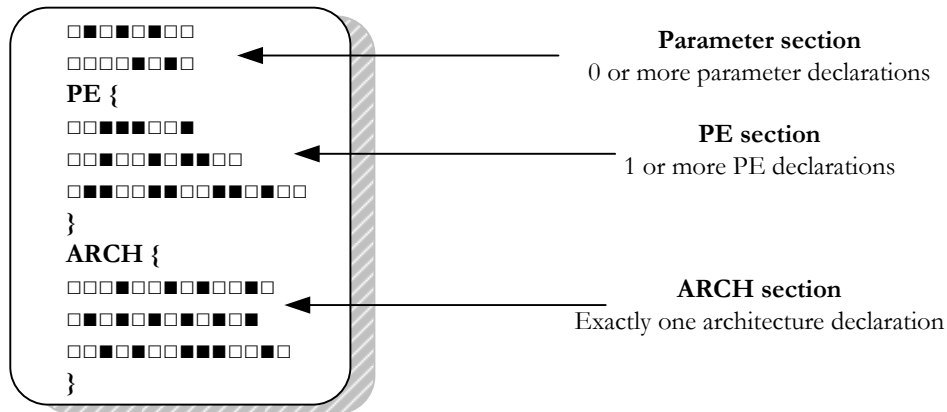 Parameter section
0 or more parameter declarations
PE {
PE section
1 or more PE declarations
}
ARCH {
ARCH section
Exactly one architecture declaration
}